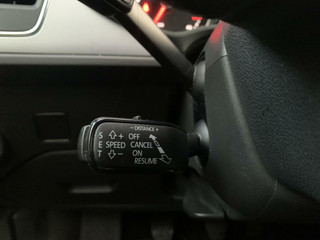 - DISTANCE +
S + OFF
E SPEED CANCEL
T - ON
RESUME